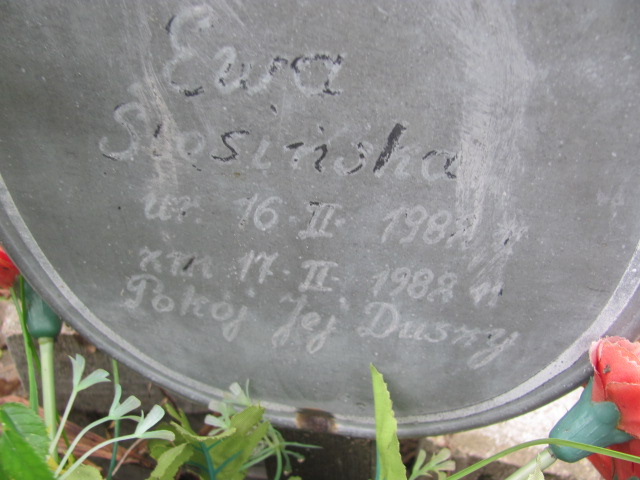 Ewa
Słosińska
ur. 16.II. 1988 r
zm 17.II 1988 r
Pokój Jej Duszy